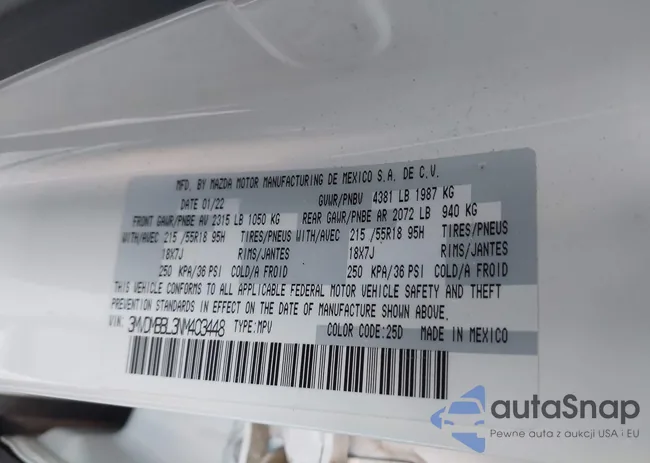 MFD. BY MAZDA MOTOR MANUFACTURING DE MEXICO S.A. DE C.V.
DATE 01/22 GVWR/PNBV 4381 LB 1987 KG
FRONT GAWR/PNBE AV 2315 LB 1050 KG REAR GAWR/PNBE AR 2072 LB 940 KG
WITH/AVEC 215 /55R18 95H TIRES/PNEUS WITH/AVEC 215 /55R18 95H TIRES/PNEUS
18X7J RIMS/JANTES 18X7J RIMS/JANTES
250 KPA/36 PSI COLD/A FROID 250 KPA/36 PSI COLD/A FROID
THIS VEHICLE CONFORMS TO ALL APPLICABLE FEDERAL MOTOR VEHICLE SAFETY AND THEFT
PREVENTION STANDARDS IN EFFECT ON THE DATE OF MANUFACTURE SHOWN ABOVE.
VIN: 3MVDMBBL3NM403448 TYPE:MPV COLOR CODE:25D MADE IN MEXICO
autaSnap
Pewne auta z aukcji USA i EU